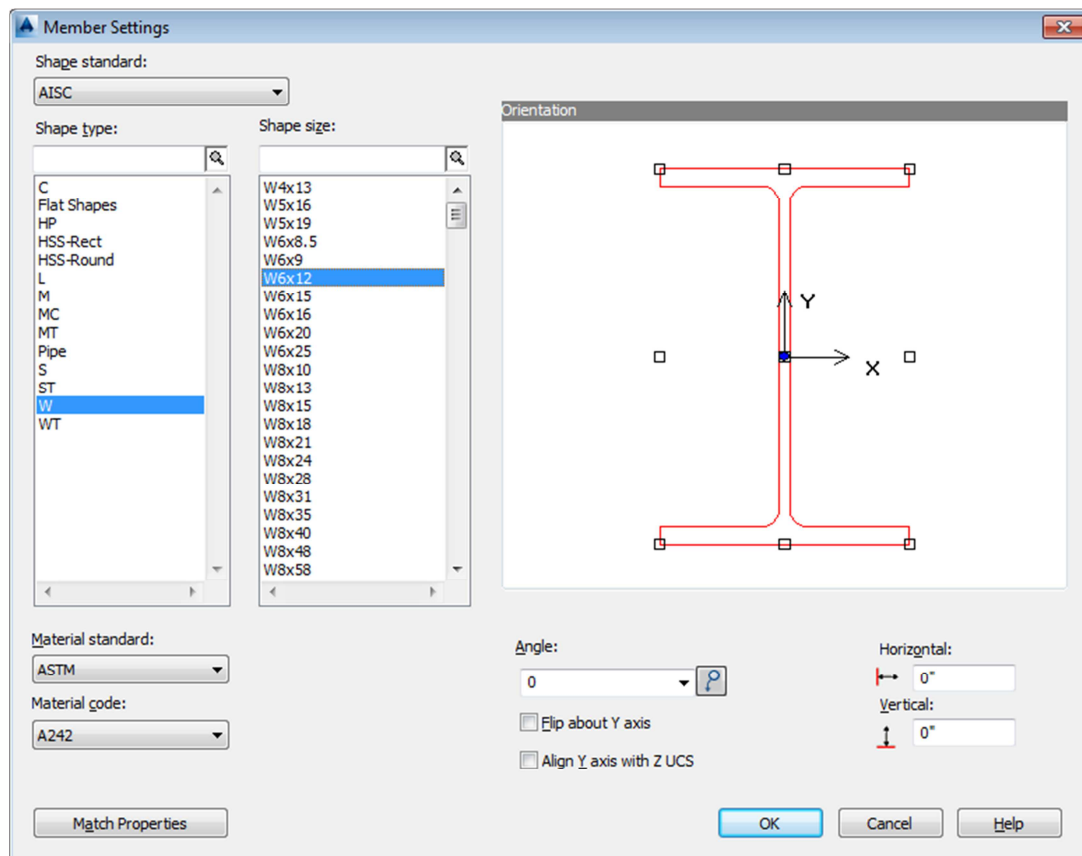 Member Settings
Shape standard:
AISC
Shape type:
Shape size:
C
Flat Shapes
HP
HSS-Rect
HSS-Round
L
M
MC
MT
Pipe
S
ST
W
WT
W4x13
W5x16
W5x19
W6x8.5
W6x9
W6x12
W6x15
W6x16
W6x20
W6x25
W8x10
W8x13
W8x15
W8x18
W8x21
W8x24
W8x28
W8x31
W8x35
W8x40
W8x48
W8x58
Orientation
Y
X
Material standard:
ASTM
Material code:
A242
Angle:
0
Flip about Y axis
Align Y axis with Z UCS
Horizontal:
0"
Vertical:
0"
Match Properties
OK
Cancel
Help